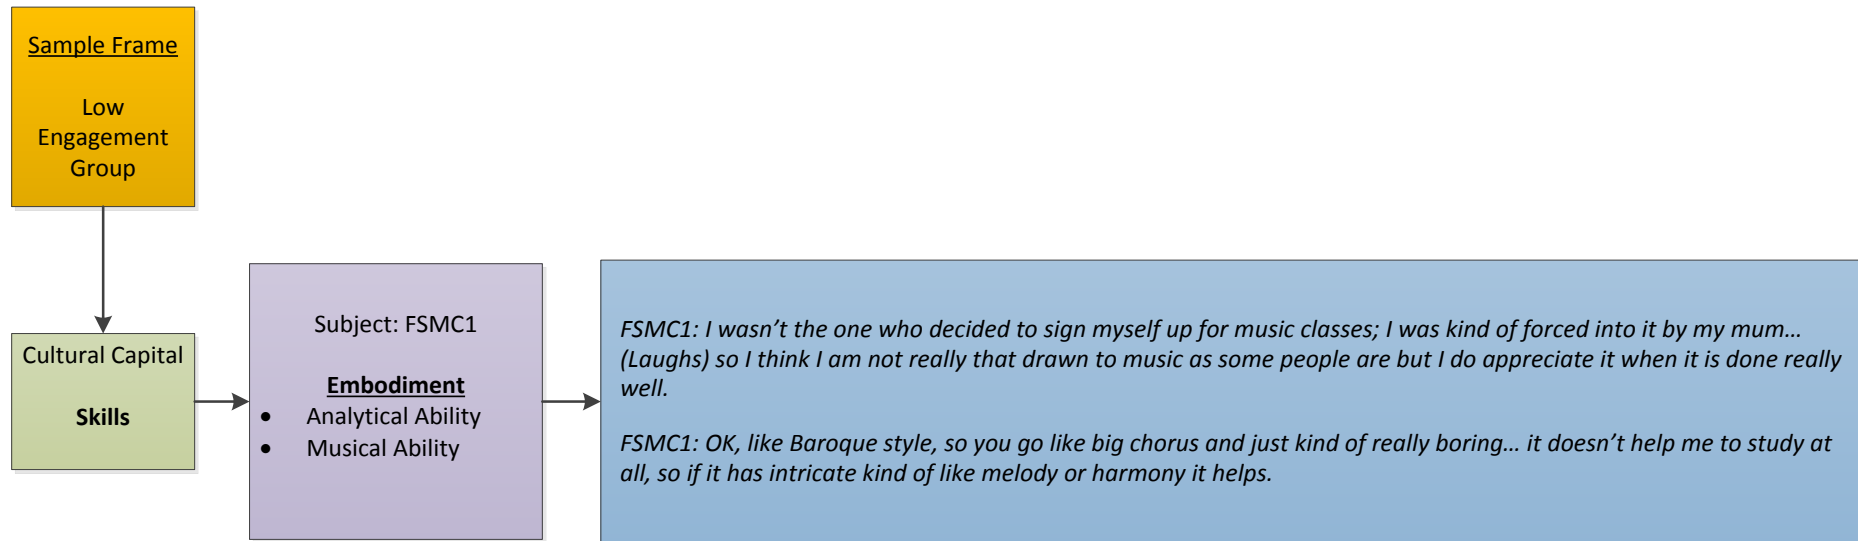 Sample Frame
Low
Engagement
Group
Cultural Capital
Skills
Subject: FSMC1
Embodiment
• Analytical Ability
• Musical Ability
FSMC1: I wasn’t the one who decided to sign myself up for music classes; I was kind of forced into it by my mum…
(Laughs) so I think I am not really that drawn to music as some people are but I do appreciate it when it is done really
well.
FSMC1: OK, like Baroque style, so you go like big chorus and just kind of really boring… it doesn’t help me to study at
all, so if it has intricate kind of like melody or harmony it helps.